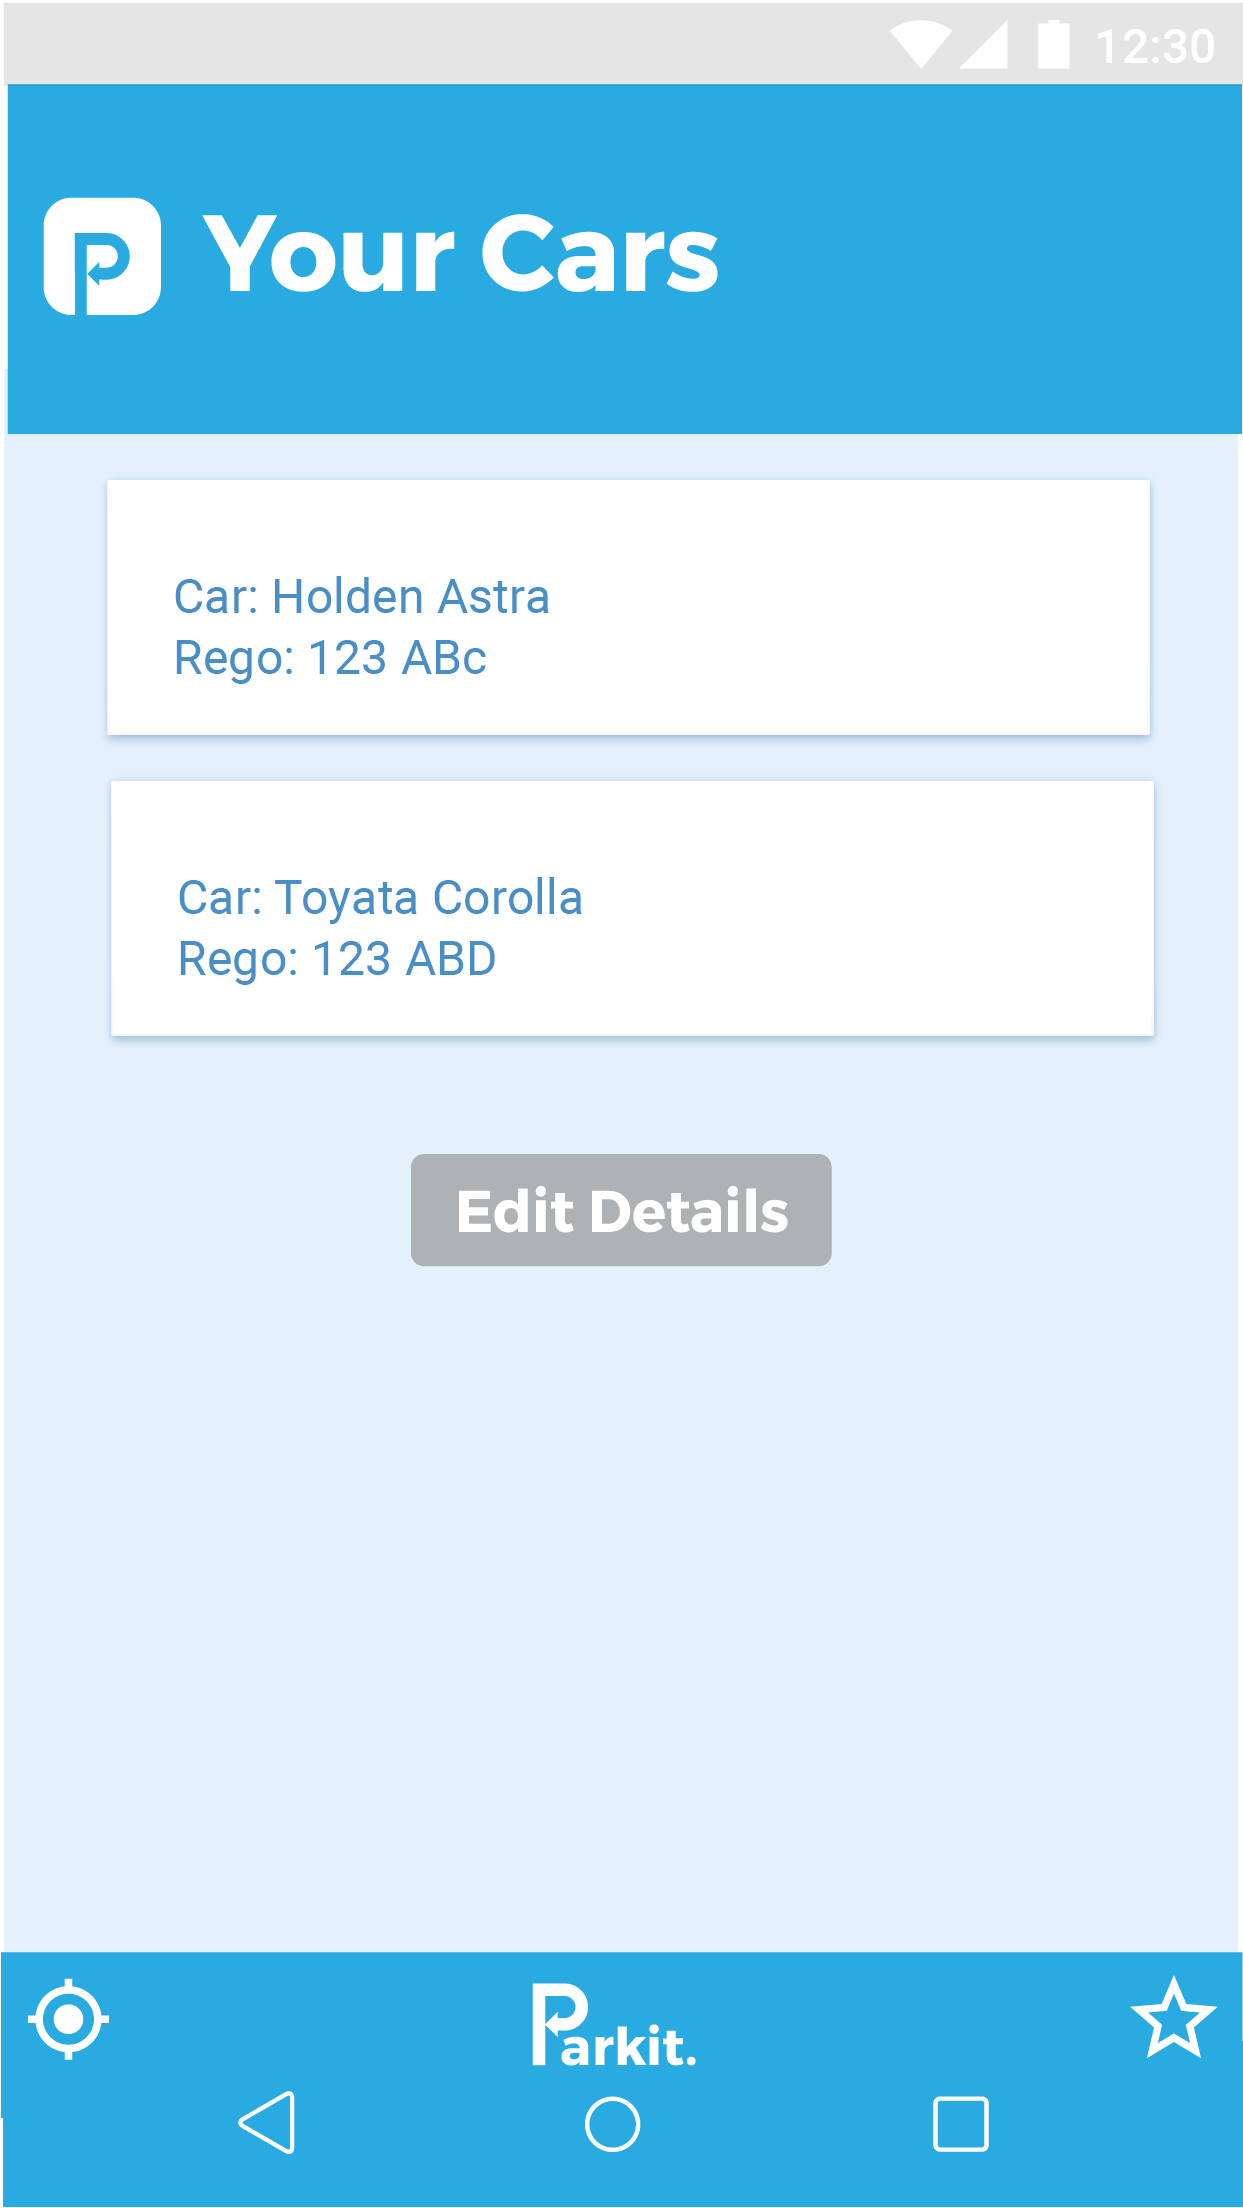 12:30
Your Cars
Car: Holden Astra
Rego: 123 ABc
Car: Toyata Corolla
Rego: 123 ABD
Edit Details
Parkit.